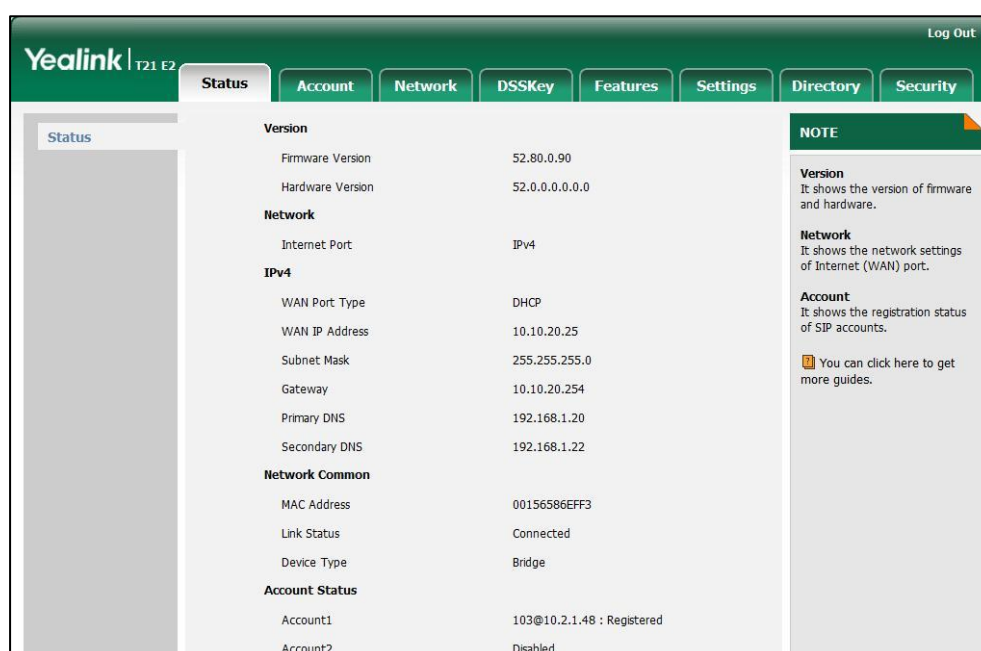 Log Out
Yealink | T21 E2
Status Account Network DSSKey Features Settings Directory Security
Status
Version
Firmware Version 52.80.0.90
Hardware Version 52.0.0.0.0.0.0
Network
Internet Port IPv4
IPv4
WAN Port Type DHCP
WAN IP Address 10.10.20.25
Subnet Mask 255.255.255.0
Gateway 10.10.20.254
Primary DNS 192.168.1.20
Secondary DNS 192.168.1.22
Network Common
MAC Address 00156586EFF3
Link Status Connected
Device Type Bridge
Account Status
Account1 103@10.2.1.48 : Registered
Account2 Disabled
NOTE
Version
It shows the version of firmware
and hardware.
Network
It shows the network settings
of Internet (WAN) port.
Account
It shows the registration status
of SIP accounts.
You can click here to get
more guides.